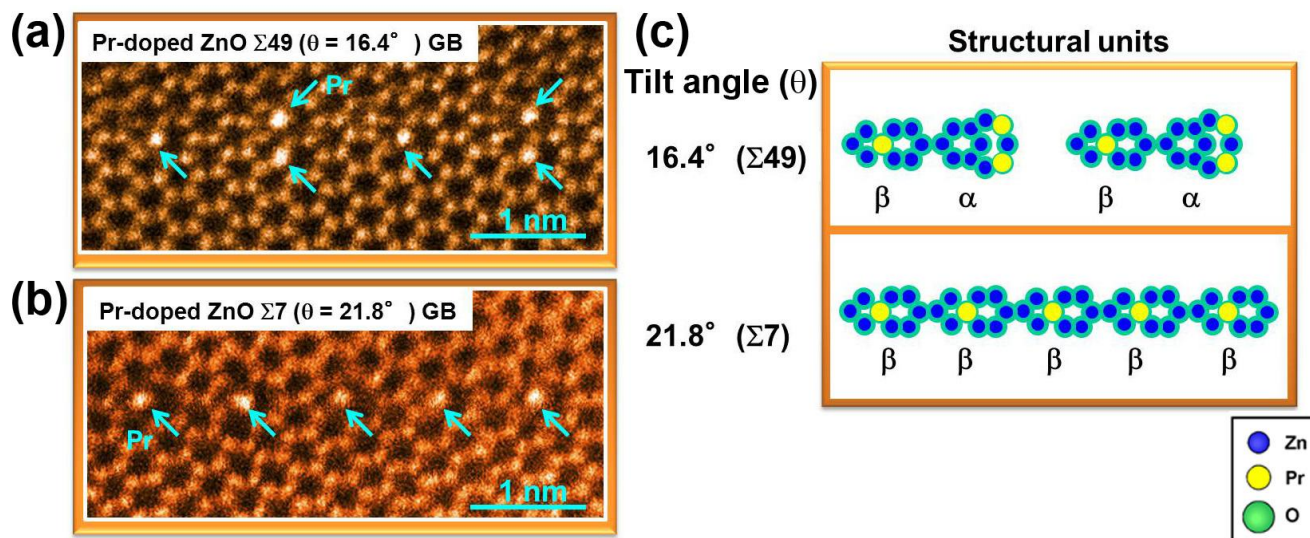 (a)
Pr-doped ZnO Σ49 (θ = 16.4° ) GB
Pr
1 nm
(b)
Pr-doped ZnO Σ7 (θ = 21.8° ) GB
Pr
1 nm
(c)
Structural units
Tilt angle (θ)
16.4° (Σ49)
β α β α
21.8° (Σ7)
β β β β β
Zn
Pr
O